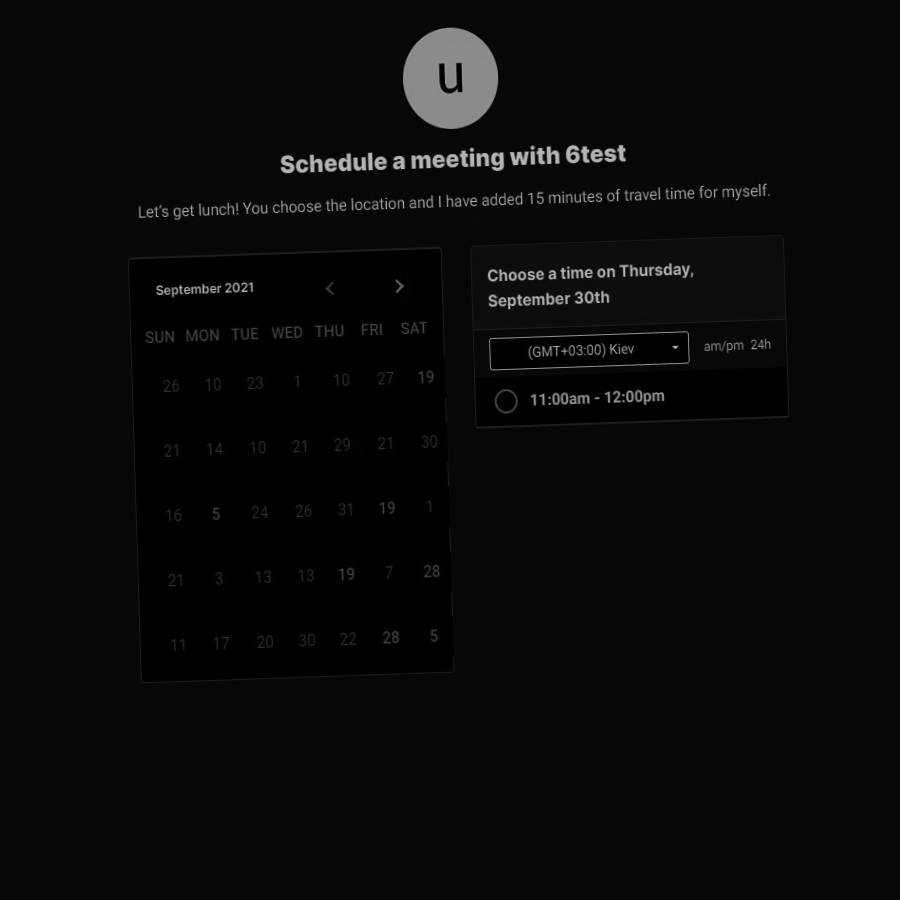 u
Schedule a meeting with 6test
Let's get lunch! You choose the location and I have added 15 minutes of travel time for myself.
September 2021
SUN MON TUE WED THU FRI SAT
26 10 23 1 10 27 19
21 14 10 21 29 21 30
16 5 24 26 31 19 1
21 3 13 13 19 7 28
11 17 20 30 22 28 5
Choose a time on Thursday,
September 30th
(GMT+03:00) Kiev am/pm 24h
11:00am - 12:00pm